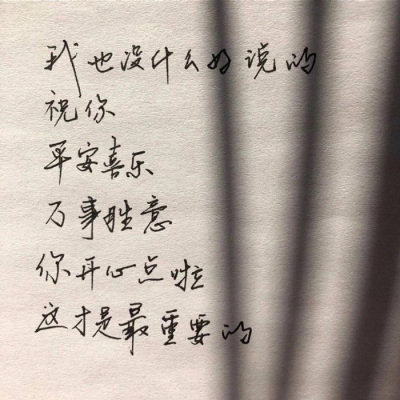 我也没什么好说的
祝你
平安喜乐
万事胜意
你开心点啦
这才是最重要的